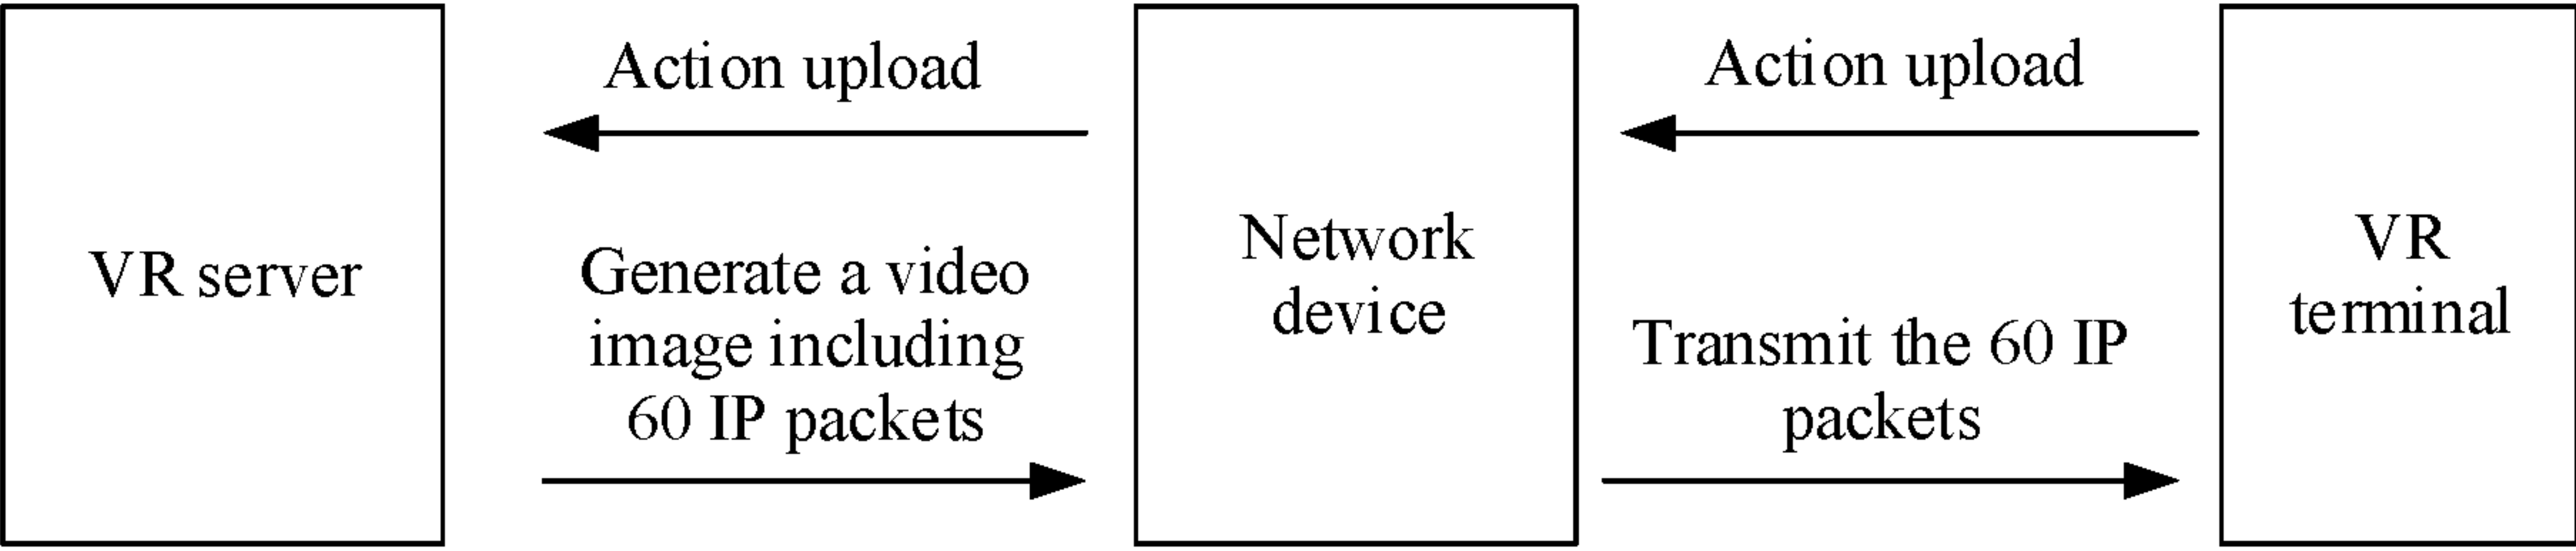 VR server
Action upload
Generate a video
image including
60 IP packets
Network
device
Action upload
Transmit the 60 IP
packets
VR
terminal